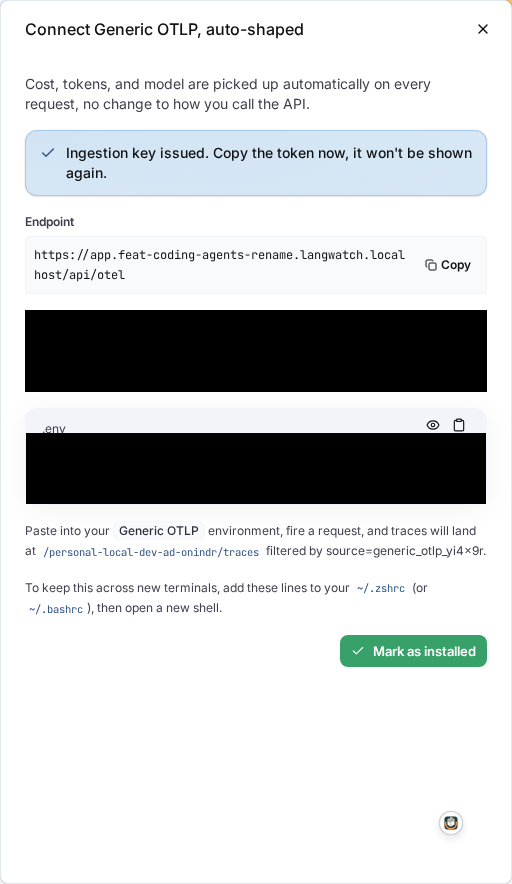 Connect Generic OTLP, auto-shaped
Cost, tokens, and model are picked up automatically on every
request, no change to how you call the API.
Ingestion key issued. Copy the token now, it won't be shown
again.
Endpoint
https://app.feat-coding-agents-rename.langwatch.local
host/api/otel
Copy
.env
Paste into your Generic OTLP environment, fire a request, and traces will land
at /personal-local-dev-ad-onindr/traces filtered by source=generic_otlp_yi4x9r.
To keep this across new terminals, add these lines to your ~/.zshrc (or
~/.bashrc), then open a new shell.
Mark as installed